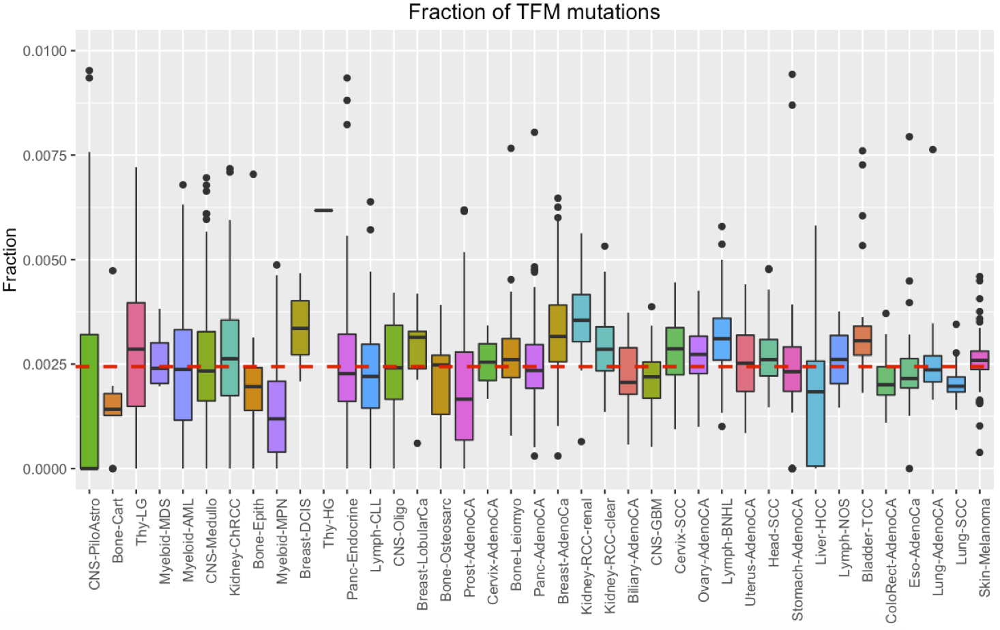 Fraction of TFM mutations
0.0100
0.0075
0.0050
0.0025
0.0000
Fraction
CNS-PiloAstro
Bone-Cart
Thy-LG
Myeloid-MDS
Myeloid-AML
CNS-Medullo
Kidney-ChRCC
Bone-Epith
Myeloid-MPN
Breast-DCIS
Thy-HG
Panc-Endocrine
Lymph-CLL
CNS-Oligo
Breast-LobularCa
Bone-Osteosarc
Prost-AdenoCA
Cervix-AdenoCA
Bone-Leiomyo
Panc-AdenoCA
Breast-AdenoCa
Kidney-RCC-renal
Kidney-RCC-clear
Biliary-AdenoCA
CNS-GBM
Cervix-SCC
Ovary-AdenoCA
Lymph-BNHL
Uterus-AdenoCA
Head-SCC
Stomach-AdenoCA
Liver-HCC
Lymph-NOS
Bladder-TCC
ColoRect-AdenoCA
Eso-AdenoCa
Lung-AdenoCA
Lung-SCC
Skin-Melanoma